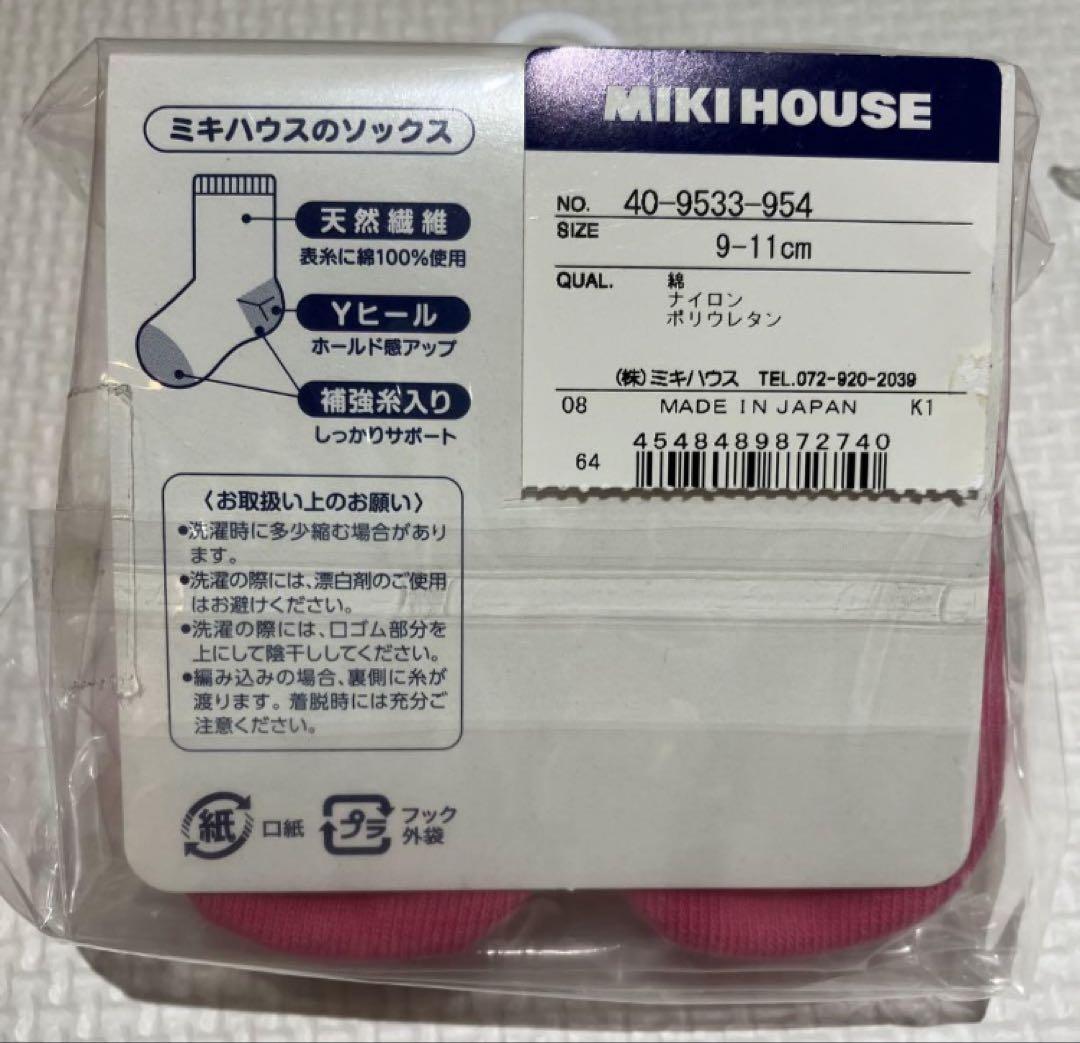 ミキハウスのソックス
天然繊維
表糸に綿100%使用
Yヒール
ホールド感アップ
補強糸入り
しっかりサポート
〈お取扱い上のお願い〉
●洗濯時に多少縮む場合があり
ます。
●洗濯の際には、漂白剤のご使用
はお避けください。
●洗濯の際には、口ゴム部分を
上にして陰干ししてください。
●編み込みの場合、裏側に糸が
渡ります。着脱時には充分ご
注意ください。
紙 口紙
プラ フック
外袋
MIKI HOUSE
NO. 40-9533-954
SIZE 9-11cm
QUAL. 綿
ナイロン
ポリウレタン
(株)ミキハウス TEL.072-920-2039
08 MADE IN JAPAN K1
4548489872740
64